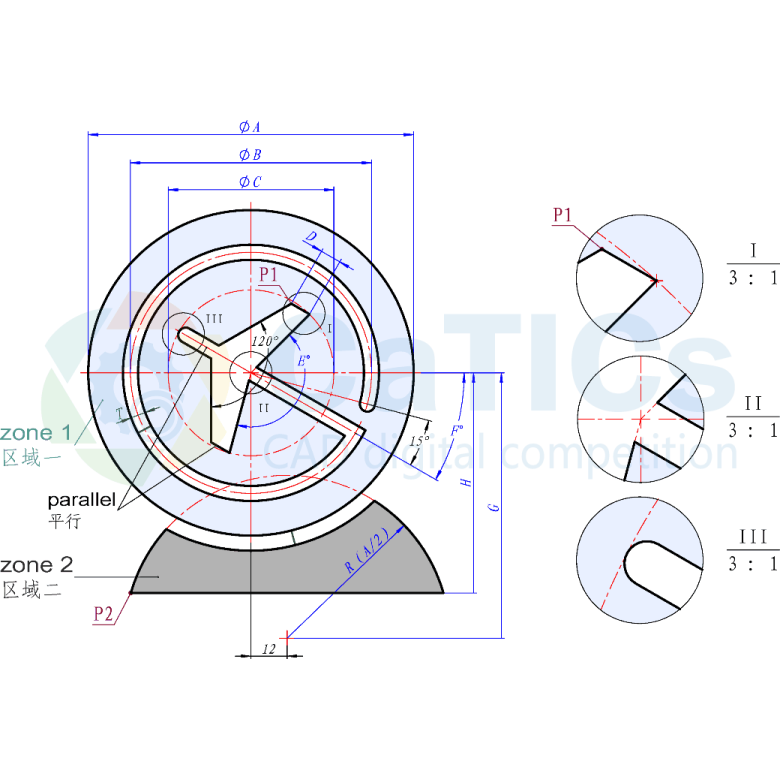 ϕA
ϕB
ϕC
D
P1
III
I
120°
E°
II
T
15°
F°
H
G
R(A/2)
12
zone 1
区域一
parallel
平行
zone 2
区域二
P2
P1
I
3 : 1
II
3 : 1
III
3 : 1
CaTICs
CAD digital competition